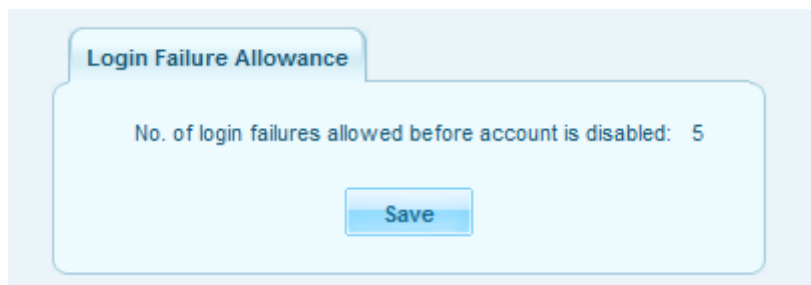 Login Failure Allowance
No. of login failures allowed before account is disabled: 5
Save